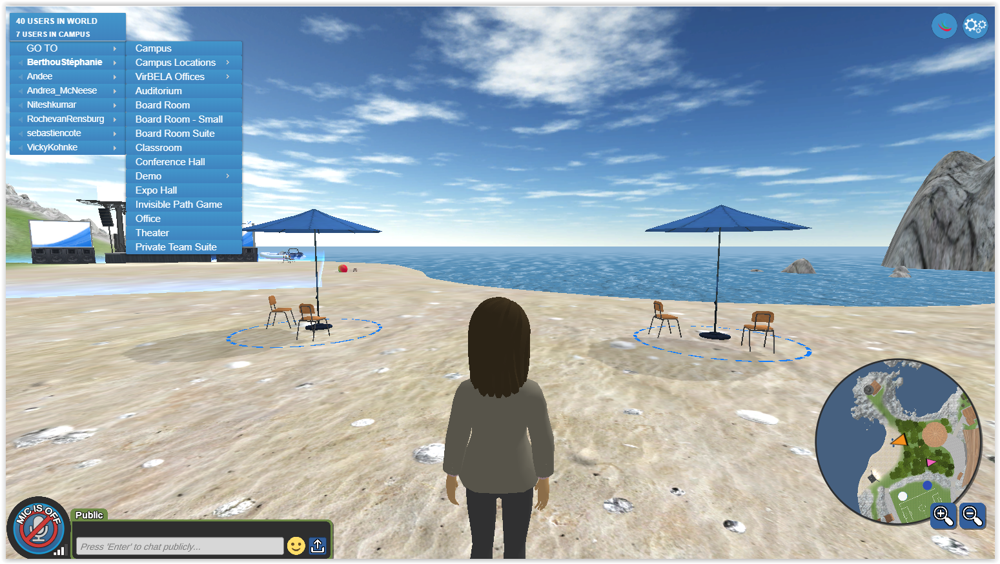 40 USERS IN WORLD
7 USERS IN CAMPUS
GO TO
BerthouStéphanie
Andee
Andrea_McNeese
Niteshkumar
RochevanRensburg
sebastiencote
VickyKohnke
Campus
Campus Locations
VirBELA Offices
Auditorium
Board Room
Board Room - Small
Board Room Suite
Classroom
Conference Hall
Demo
Expo Hall
Invisible Path Game
Office
Theater
Private Team Suite
MIC IS OFF
Public
Press 'Enter' to chat publicly...